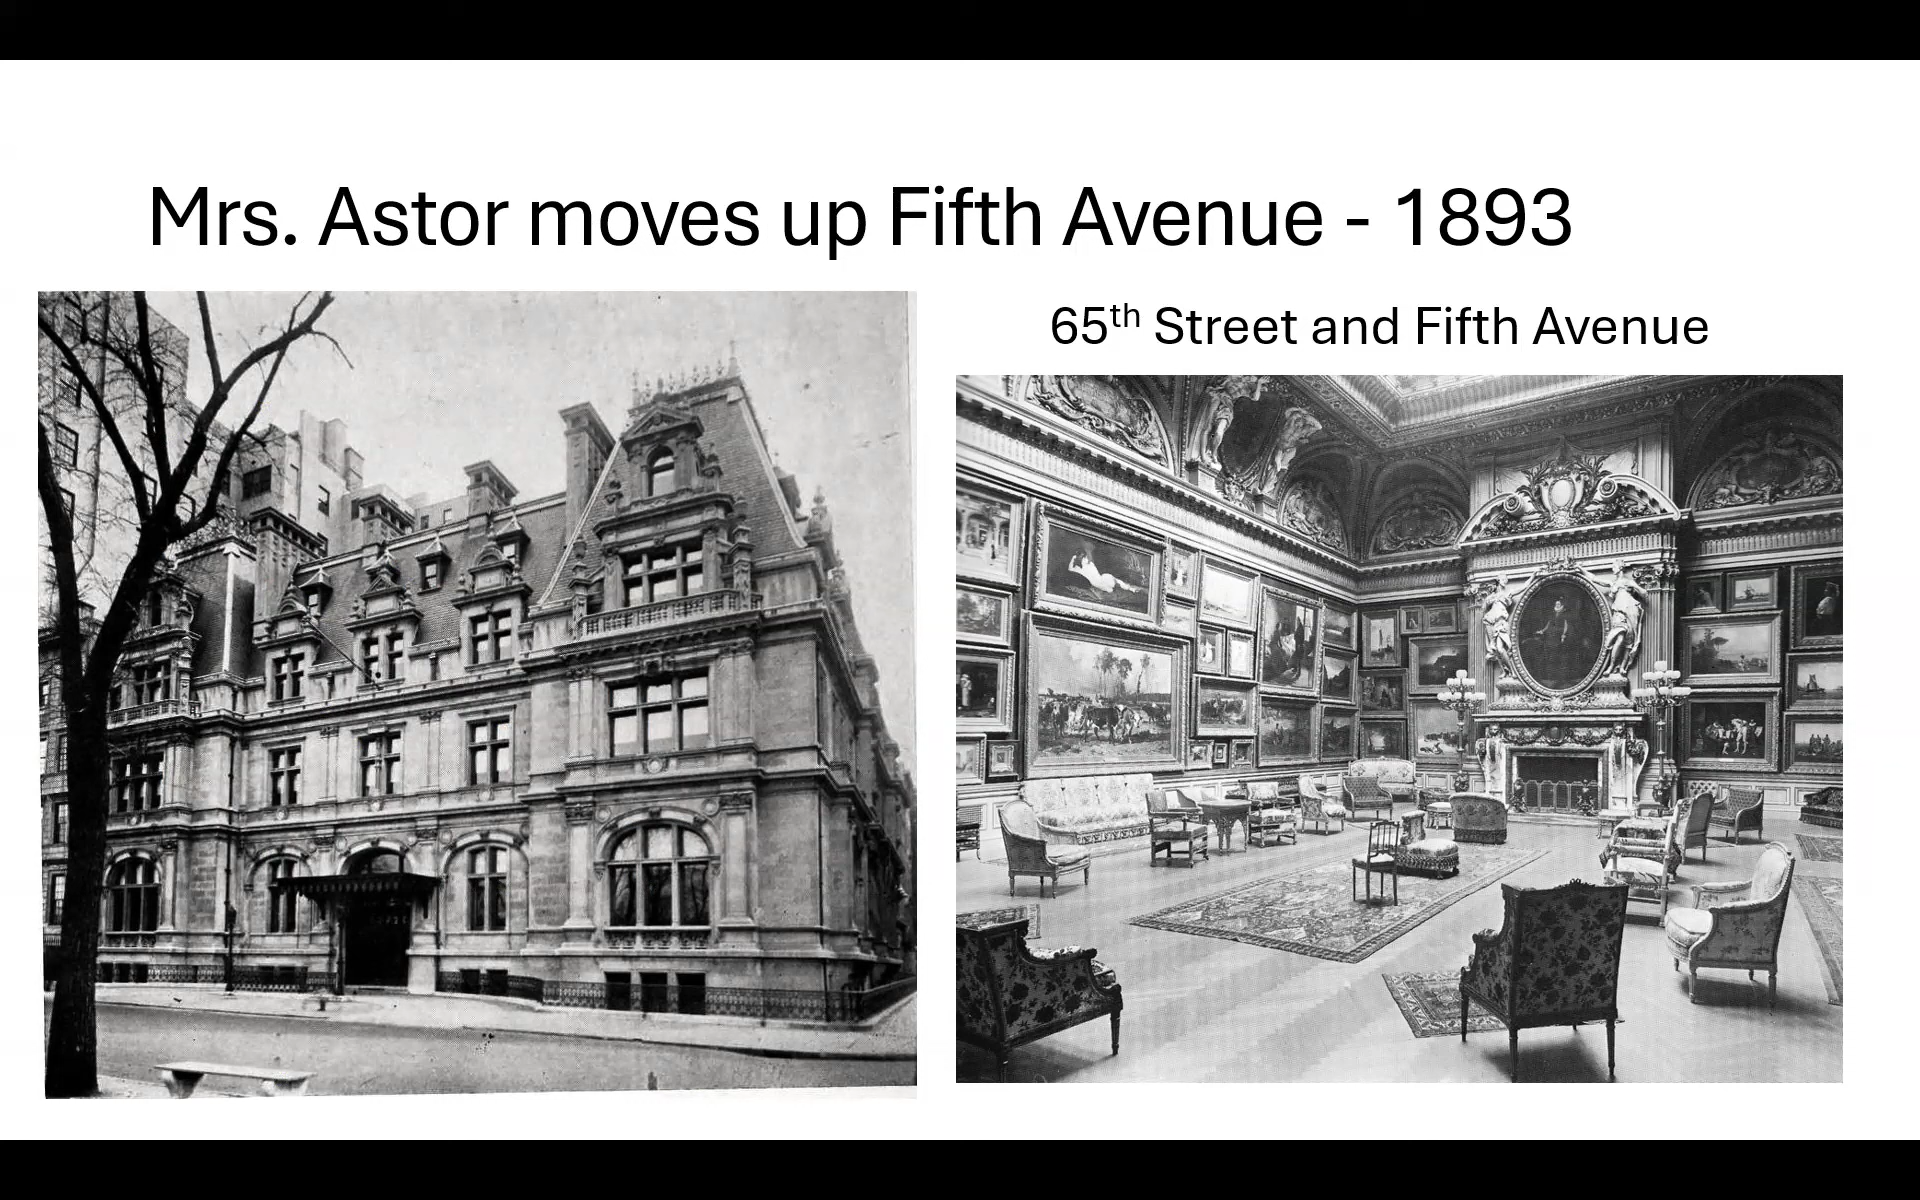 Mrs. Astor moves up Fifth Avenue - 1893
65th Street and Fifth Avenue